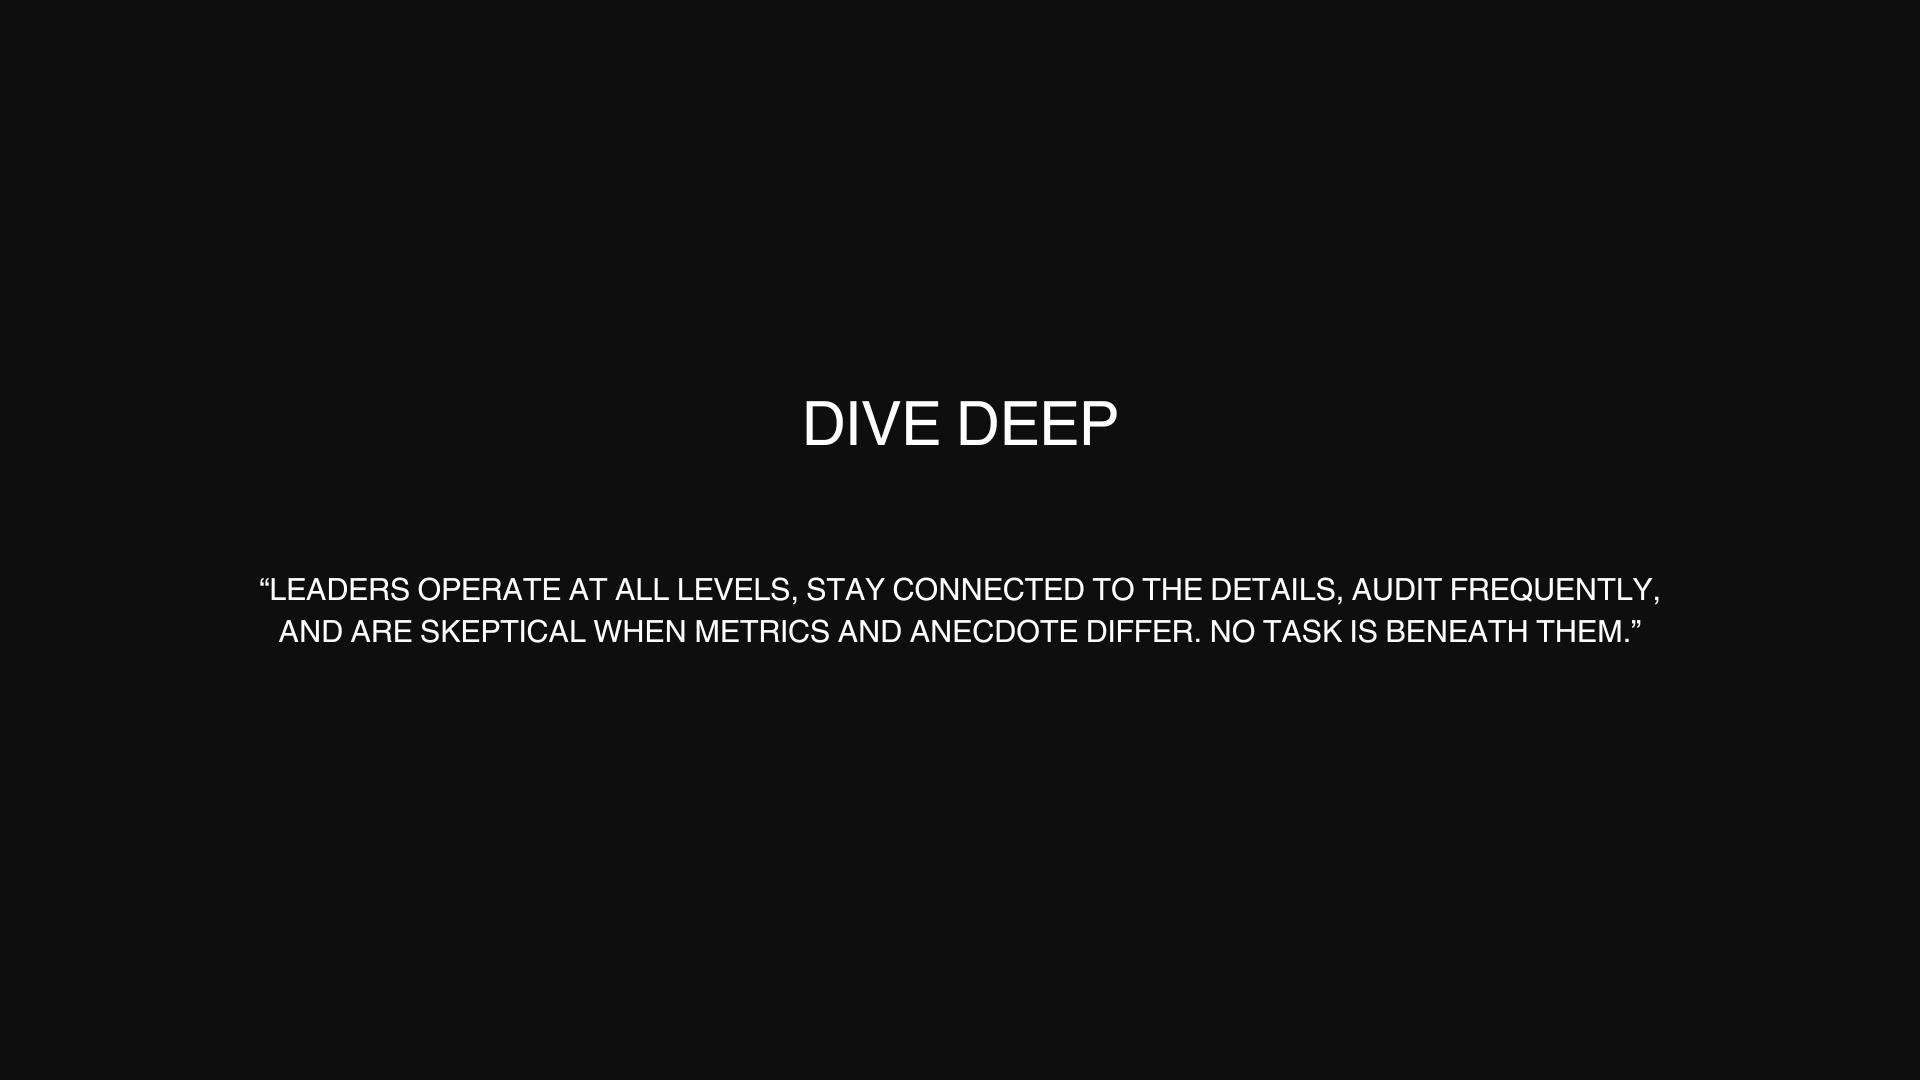 DIVE DEEP
“LEADERS OPERATE AT ALL LEVELS, STAY CONNECTED TO THE DETAILS, AUDIT FREQUENTLY,
AND ARE SKEPTICAL WHEN METRICS AND ANECDOTE DIFFER. NO TASK IS BENEATH THEM.”